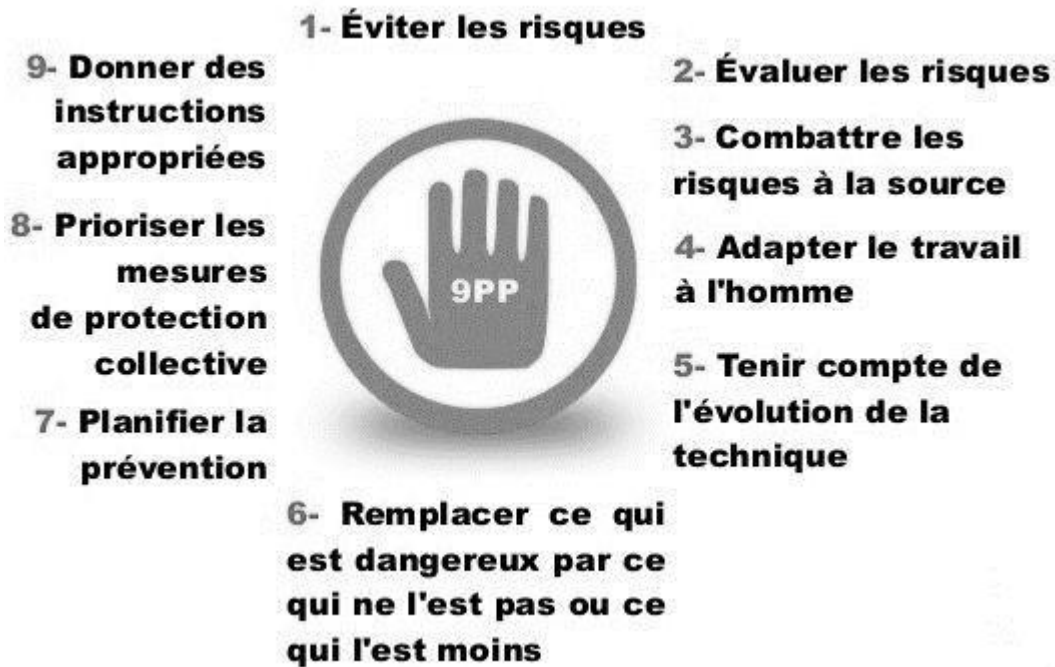 1- Éviter les risques
2- Évaluer les risques
3- Combattre les
risques à la source
4- Adapter le travail
à l'homme
5- Tenir compte de
l'évolution de la
technique
6- Remplacer ce qui
est dangereux par ce
qui ne l'est pas ou ce
qui l'est moins
7- Planifier la
prévention
8- Prioriser les
mesures
de protection
collective
9- Donner des
instructions
appropriées
9PP